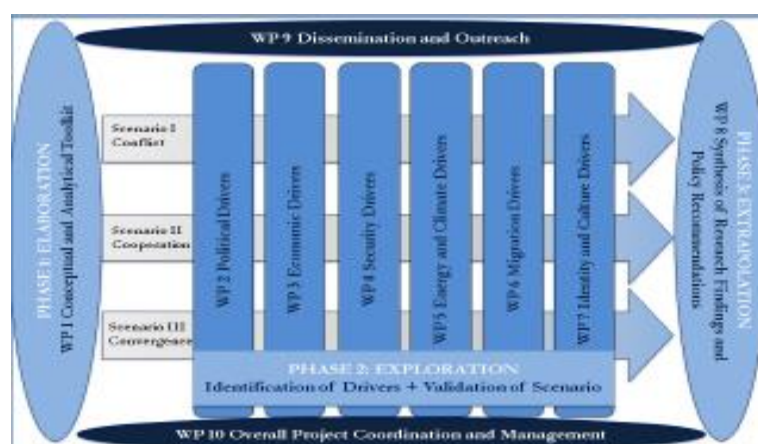 WP 9 Dissemination and Outreach
PHASE 1: ELABORATION
WP 1 Conceptual and Analytical Toolkit
Scenario I
Conflict
Scenario II
Cooperation
Scenario III
Convergence
WP 2 Political Drivers
WP 3 Economic Drivers
WP 4 Security Drivers
WP 5 Energy and Climate Drivers
WP 6 Migration Drivers
WP 7 Identity and Culture Drivers
PHASE 2: EXPLORATION
Identification of Drivers + Validation of Scenario
PHASE 3: EXTRAPOLATION
WP 8 Synthesis of Research Findings and
Policy Recommendations
WP 10 Overall Project Coordination and Management